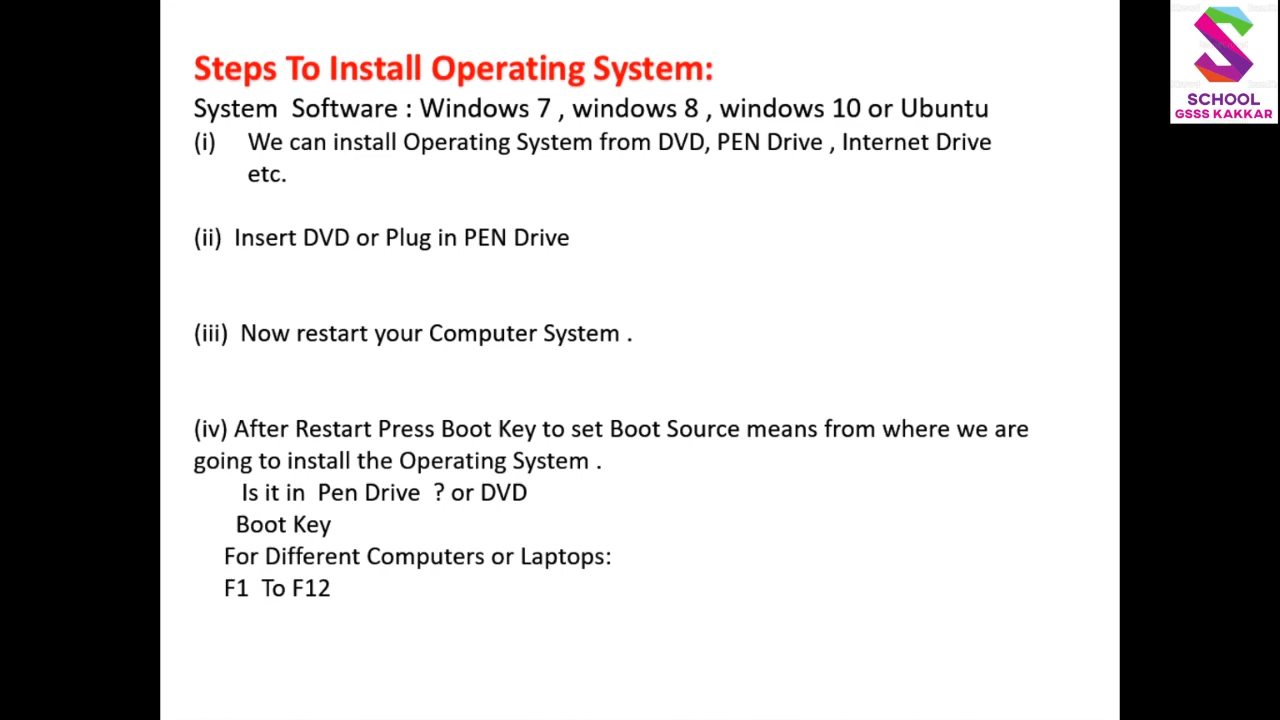 Steps To Install Operating System:
System Software : Windows 7 , windows 8 , windows 10 or Ubuntu
(i) We can install Operating System from DVD, PEN Drive , Internet Drive
etc.
(ii) Insert DVD or Plug in PEN Drive
(iii) Now restart your Computer System .
(iv) After Restart Press Boot Key to set Boot Source means from where we are
going to install the Operating System .
Is it in Pen Drive ? or DVD
Boot Key
For Different Computers or Laptops:
F1 To F12
SCHOOL
GSSS KAKKAR